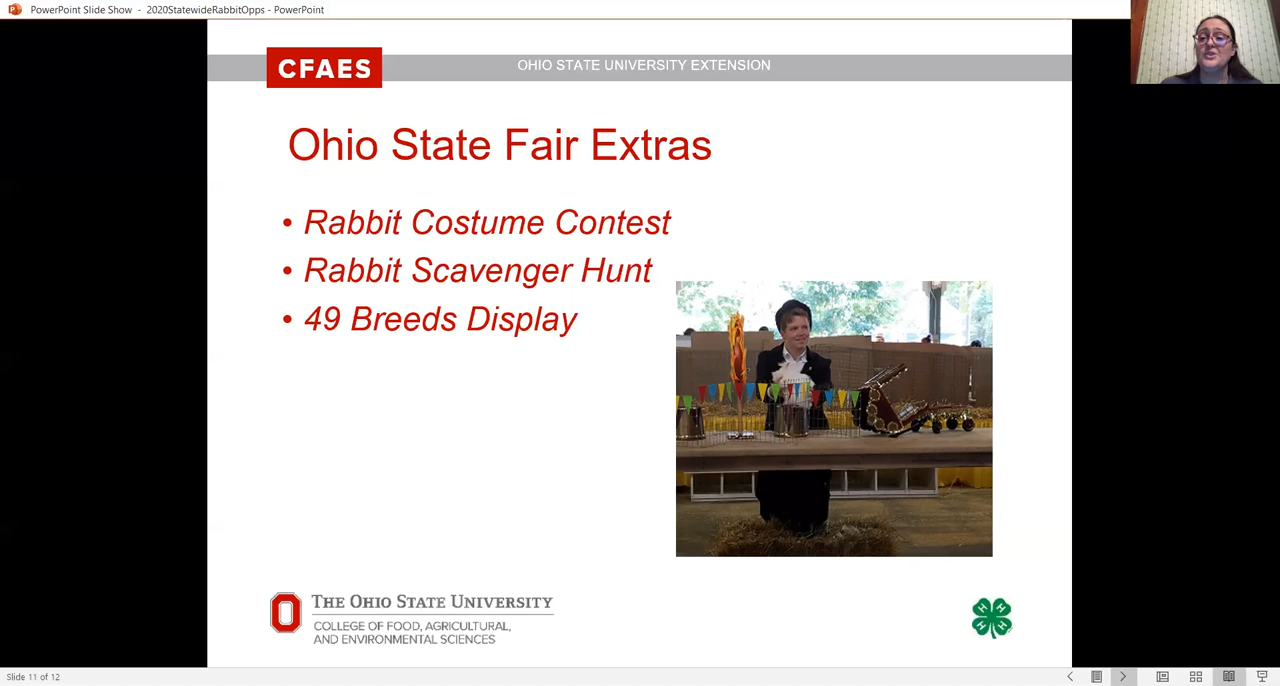 PowerPoint Slide Show - 2020StatewideRabbitOpps - PowerPoint
CFAES
OHIO STATE UNIVERSITY EXTENSION
Ohio State Fair Extras
• Rabbit Costume Contest
• Rabbit Scavenger Hunt
• 49 Breeds Display
THE OHIO STATE UNIVERSITY
COLLEGE OF FOOD, AGRICULTURAL,
AND ENVIRONMENTAL SCIENCES
H H H H
Slide 11 of 12